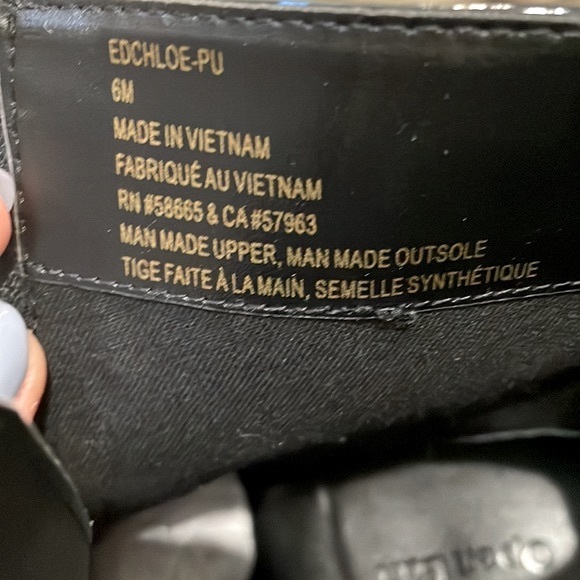 EDCHLOE-PU
6M
MADE IN VIETNAM
FABRIQUÉ AU VIETNAM
RN #58665 & CA #57963
MAN MADE UPPER, MAN MADE OUTSOLE
TIGE FAITE À LA MAIN, SEMELLE SYNTHÉTIQUE